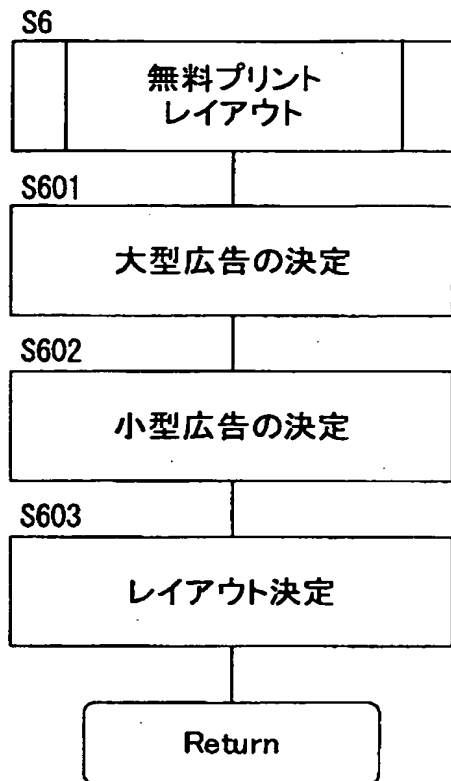 S6
無料プリント
レイアウト
S601
大型広告の決定
S602
小型広告の決定
S603
レイアウト決定
Return